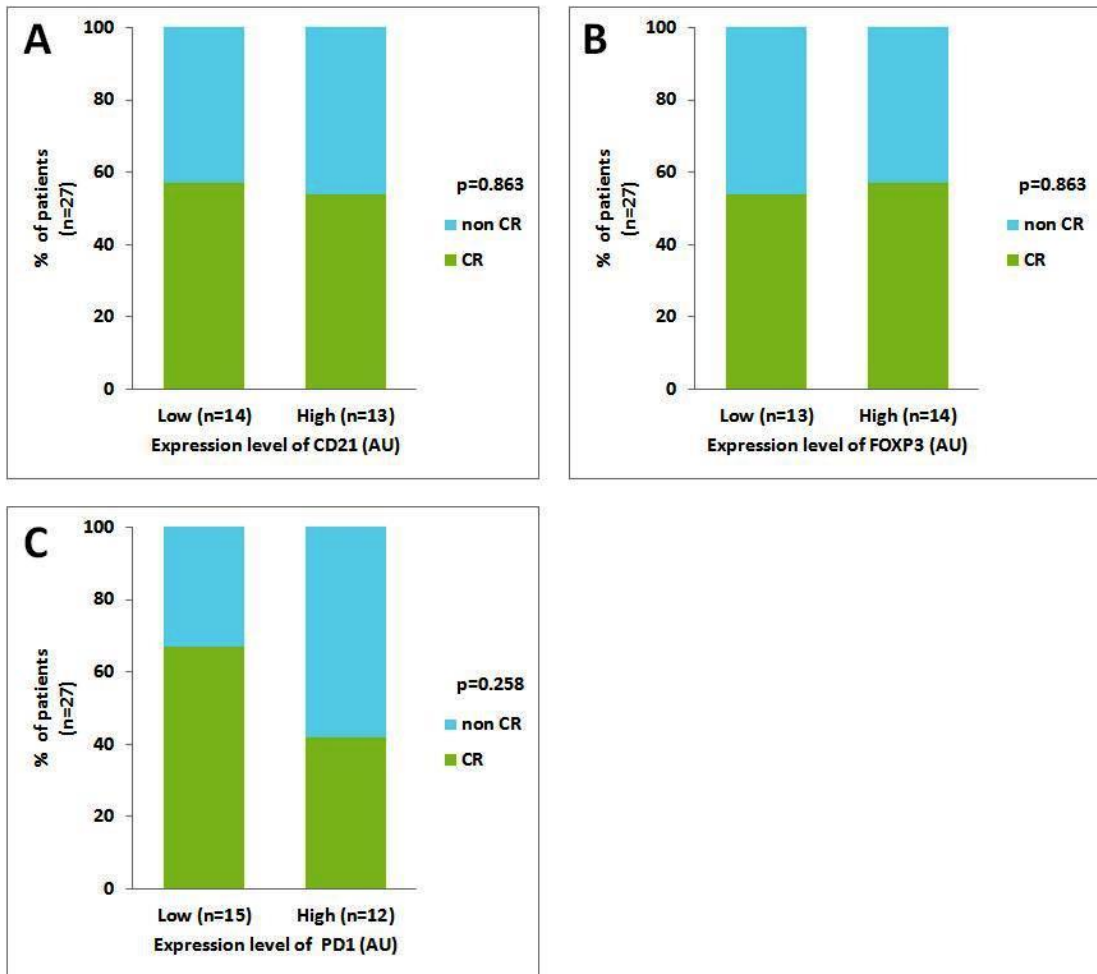 A
100
80
60
40
20
0
% of patients
(n=27)
p=0.863
non CR
CR
Low (n=14) High (n=13)
Expression level of CD21 (AU)
B
100
80
60
40
20
0
% of patients
(n=27)
p=0.863
non CR
CR
Low (n=13) High (n=14)
Expression level of FOXP3 (AU)
C
100
80
60
40
20
0
% of patients
(n=27)
p=0.258
non CR
CR
Low (n=15) High (n=12)
Expression level of PD1 (AU)